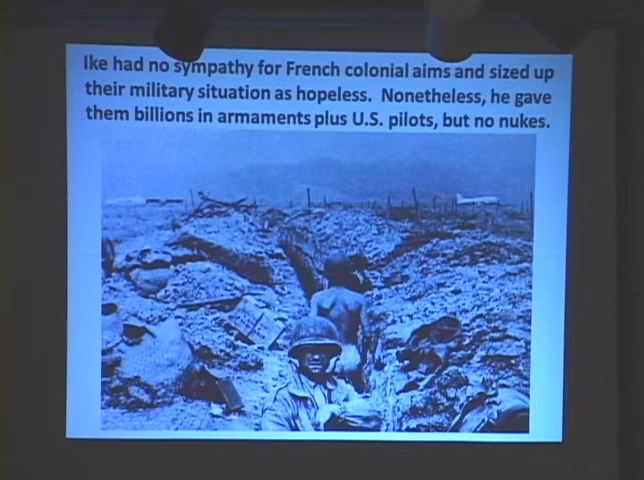 Ike had no sympathy for French colonial aims and sized up
their military situation as hopeless.  Nonetheless, he gave
them billions in armaments plus U.S. pilots, but no nukes.